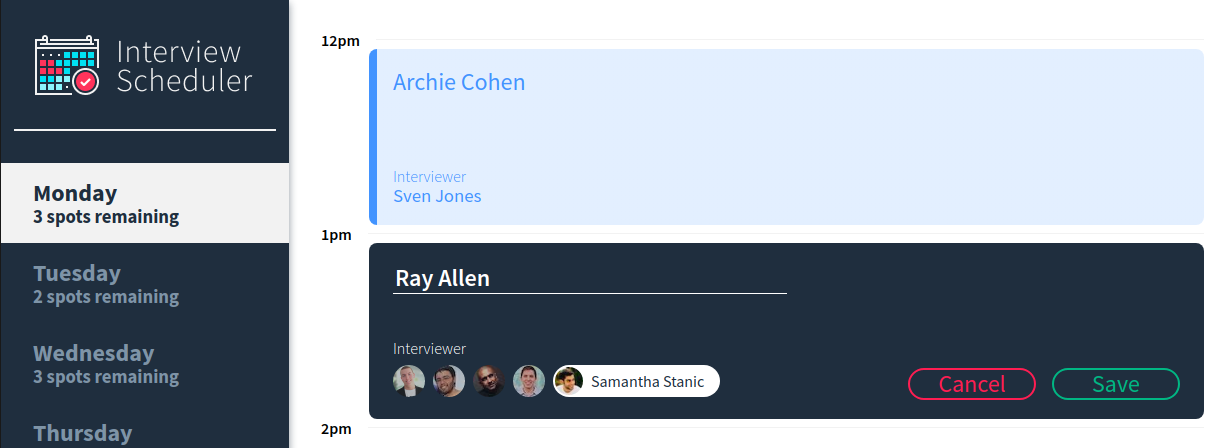 Interview
Scheduler
Monday
3 spots remaining
Tuesday
2 spots remaining
Wednesday
3 spots remaining
Thursday
12pm
Archie Cohen
Interviewer
Sven Jones
1pm
Ray Allen
Interviewer
Samantha Stanic
Cancel
Save
2pm